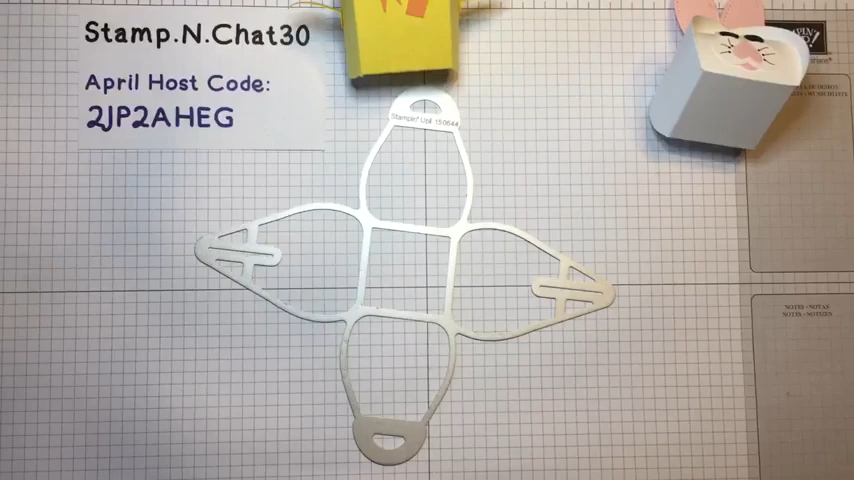 Stamp.N.Chat30
April Host Code:
2JP2AHEG
Stampin' Up! 150644
NOTES • NOTAS
NOTES • NOTIZEN